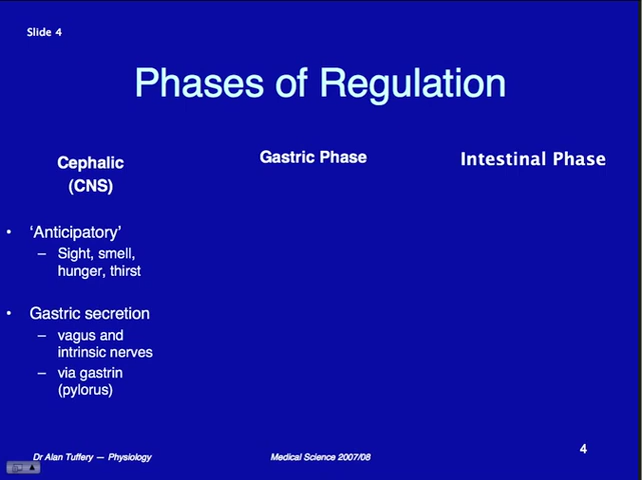 Slide 4
Phases of Regulation
Cephalic
(CNS)
Gastric Phase
Intestinal Phase
• 'Anticipatory'
– Sight, smell,
hunger, thirst
• Gastric secretion
– vagus and
intrinsic nerves
– via gastrin
(pylorus)
Dr Alan Tuffery — Physiology
Medical Science 2007/08
4